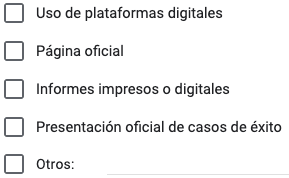 Uso de plataformas digitales
Página oficial
Informes impresos o digitales
Presentación oficial de casos de éxito
Otros: